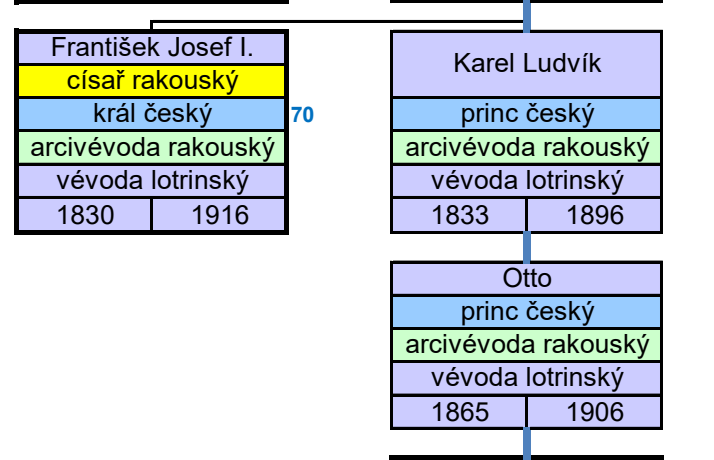 František Josef I.
císař rakouský
král český
70
arcivévoda rakouský
vévoda lotrinský
1830 1916
Karel Ludvík
princ český
arcivévoda rakouský
vévoda lotrinský
1833 1896
Otto
princ český
arcivévoda rakouský
vévoda lotrinský
1865 1906